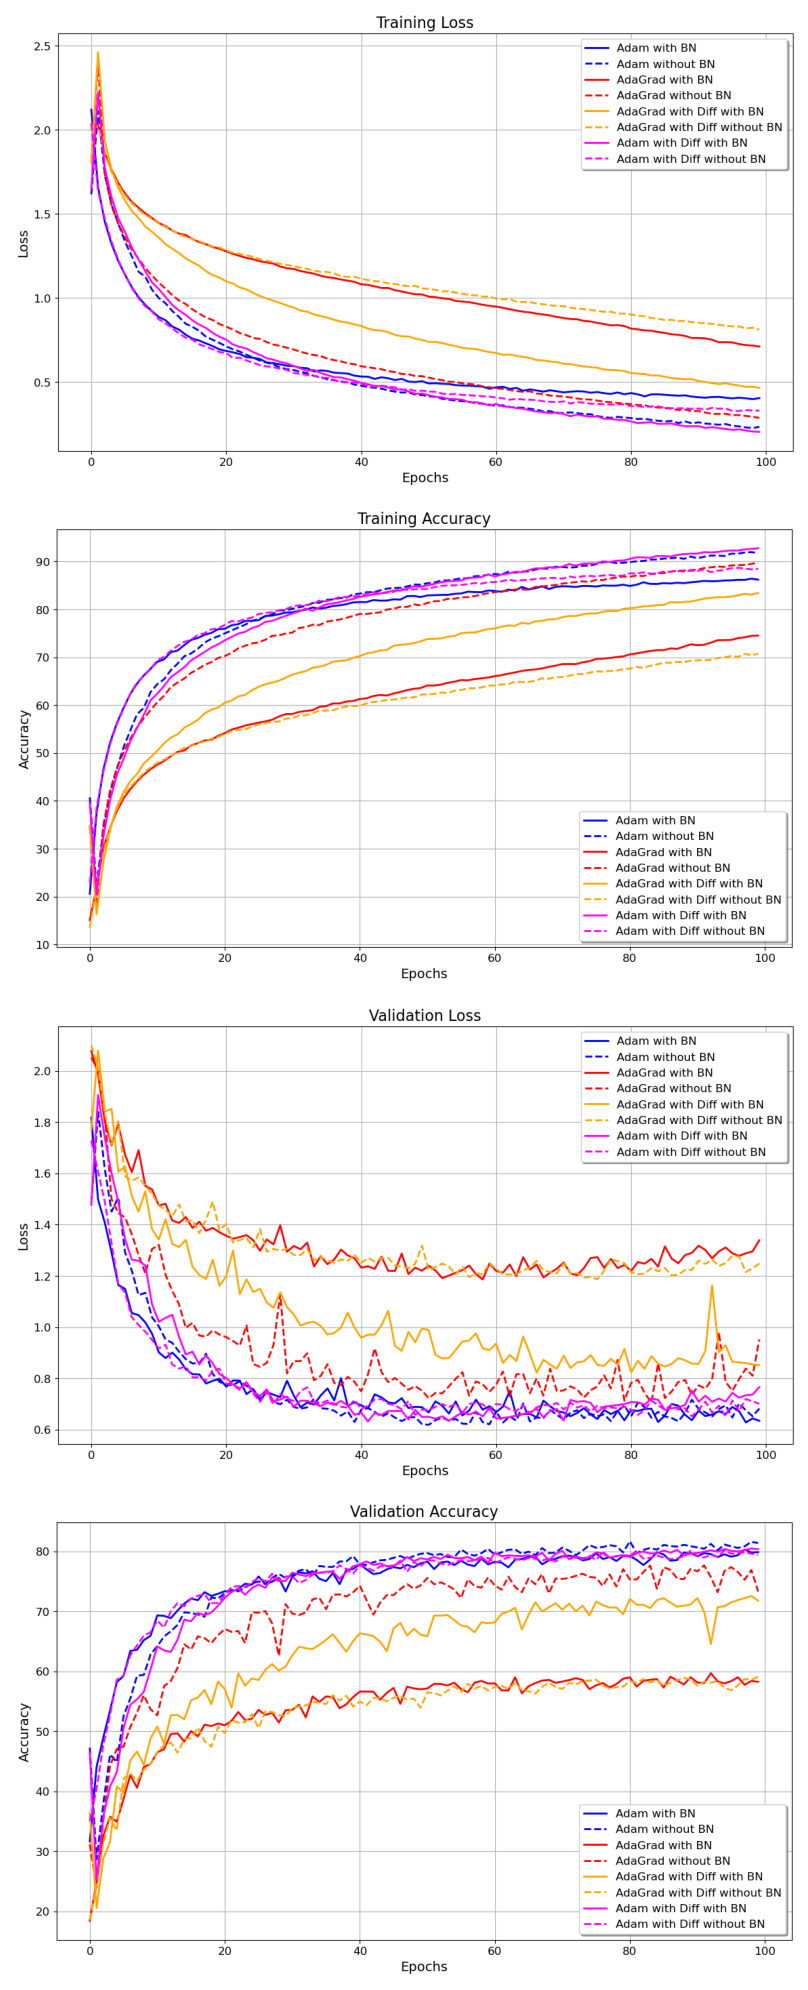 Training Loss
2.5
2.0
1.5
1.0
0.5
Loss
Adam with BN
Adam without BN
AdaGrad with BN
AdaGrad without BN
AdaGrad with Diff with BN
AdaGrad with Diff without BN
Adam with Diff with BN
Adam with Diff without BN
0 20 40 60 80 100
Epochs
Training Accuracy
90
80
70
60
50
40
30
20
10
Accuracy
Adam with BN
Adam without BN
AdaGrad with BN
AdaGrad without BN
AdaGrad with Diff with BN
AdaGrad with Diff without BN
Adam with Diff with BN
Adam with Diff without BN
0 20 40 60 80 100
Epochs
Validation Loss
2.0
1.8
1.6
1.4
1.2
1.0
0.8
0.6
Loss
Adam with BN
Adam without BN
AdaGrad with BN
AdaGrad without BN
AdaGrad with Diff with BN
AdaGrad with Diff without BN
Adam with Diff with BN
Adam with Diff without BN
0 20 40 60 80 100
Epochs
Validation Accuracy
80
70
60
50
40
30
20
Accuracy
Adam with BN
Adam without BN
AdaGrad with BN
AdaGrad without BN
AdaGrad with Diff with BN
AdaGrad with Diff without BN
Adam with Diff with BN
Adam with Diff without BN
0 20 40 60 80 100
Epochs